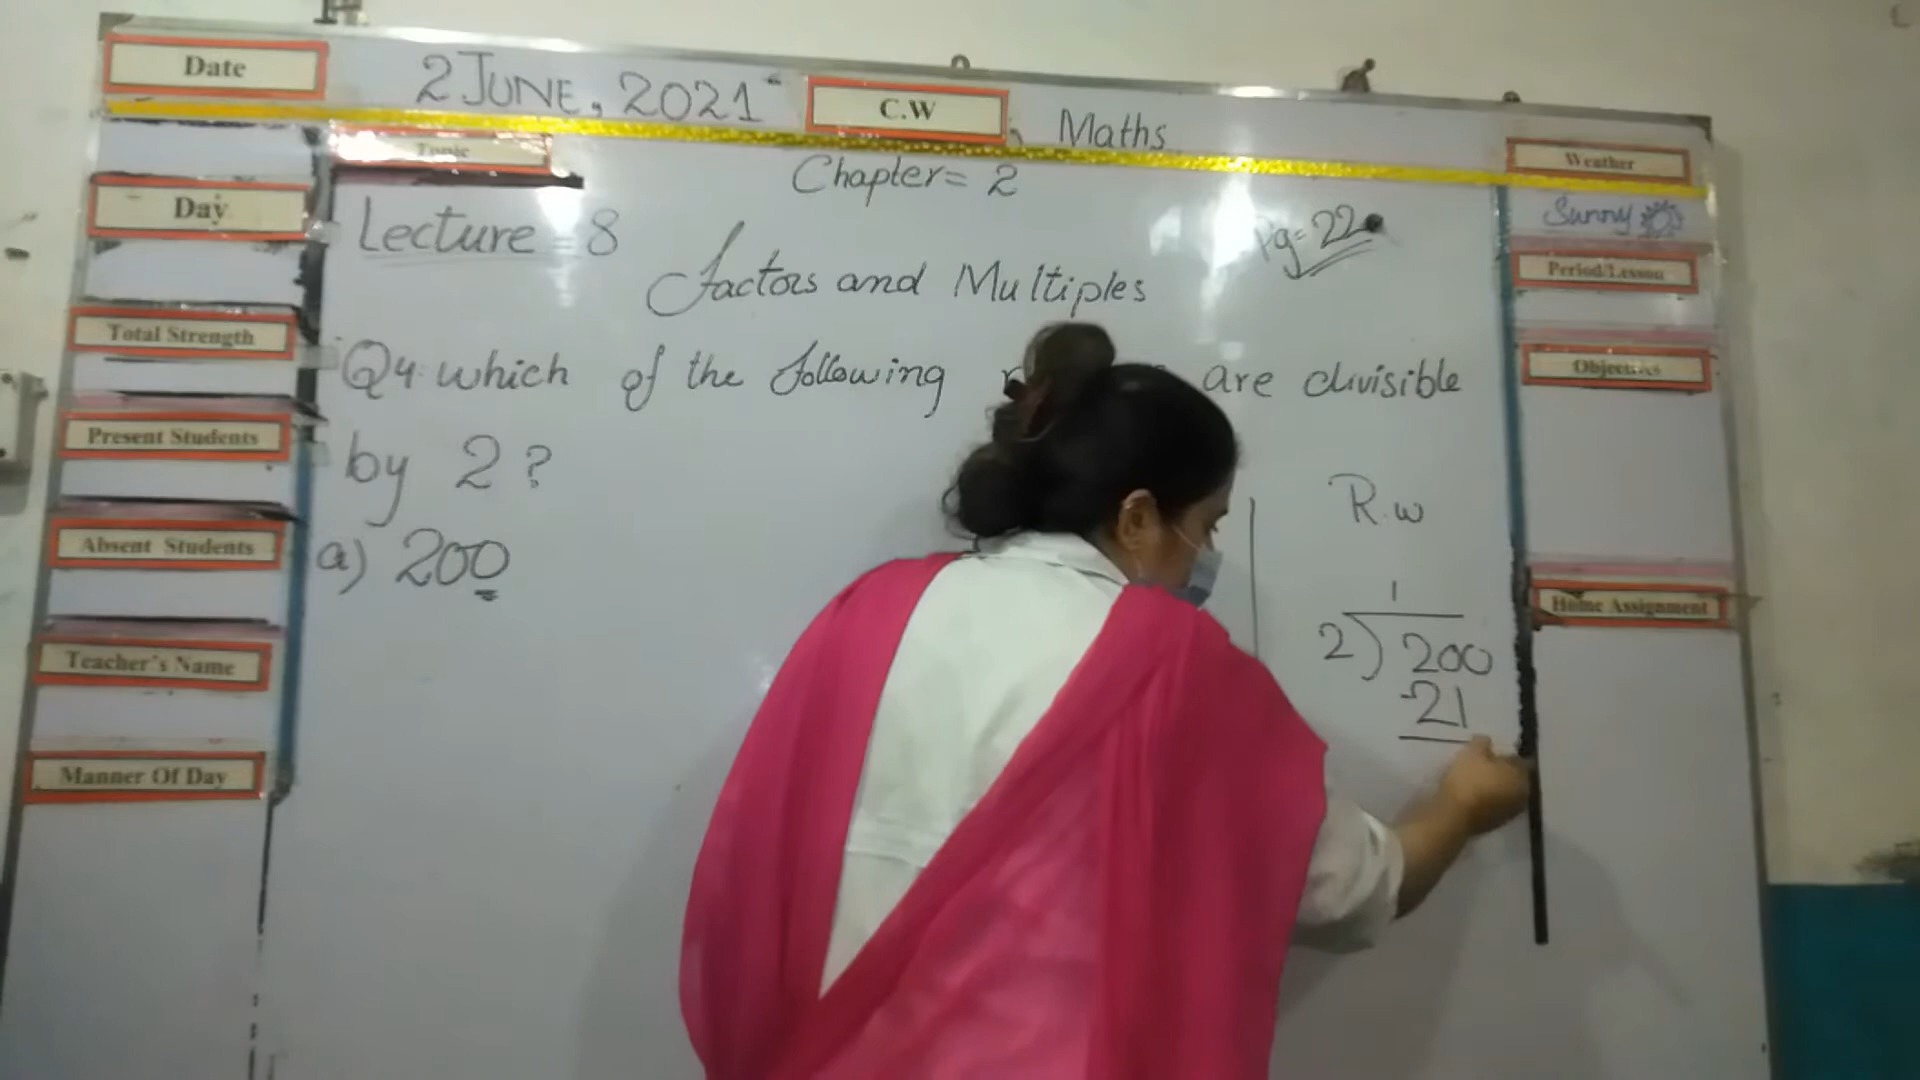 Date
2 JUNE, 2021
C.W
Maths
Topic
Chapter = 2
Weather
Sunny
Day
Lecture = 8
Pg = 22
Factors and Multiples
Period/Lesson
Total Strength
Q4: which of the following are divisible
Objectives
by 2 ?
Present Students
R.w
a) 200
Absent Students
1
2 ) 200
21
Home Assignment
Teacher's Name
Manner Of Day